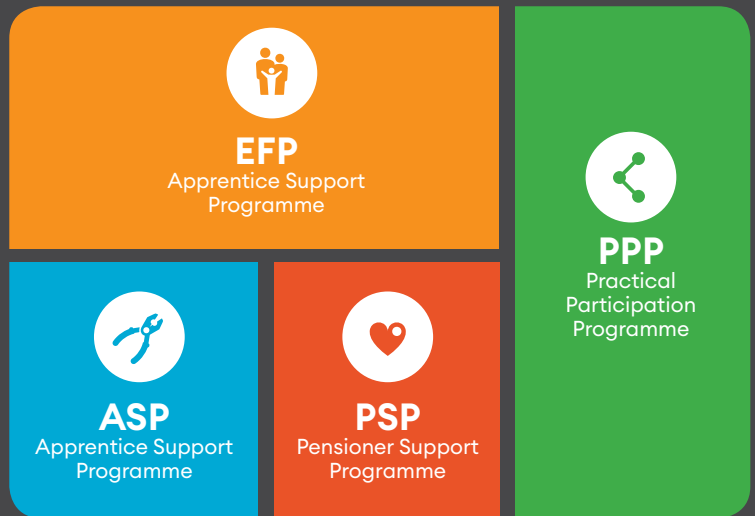 EFP
Apprentice Support
Programme
PPP
Practical
Participation
Programme
ASP
Apprentice Support
Programme
PSP
Pensioner Support
Programme